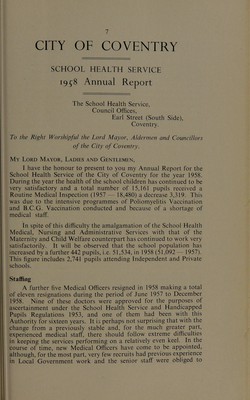 7
CITY OF COVENTRY
SCHOOL HEALTH SERVICE
1958 Annual Report
The School Health Service,
Council Offices,
Earl Street (South Side),
Coventry.
To the Right Worshipful the Lord Mayor, Aldermen and Councillors
of the City of Coventry.
MY LORD MAYOR, LADIES AND GENTLEMEN,
I have the honour to present to you my Annual Report for the
School Health Service of the City of Coventry for the year 1958.
During the year the health of the school children has continued to be
very satisfactory and a total number of 15,161 pupils received a
Routine Medical Inspection (1957 — 18,480) a decrease 3,319. This
was due to the intensive programmes of Poliomyelitis Vaccination
and B.C.G. Vaccination conducted and because of a shortage of
medical staff.
In spite of this difficulty the amalgamation of the School Health
Medical, Nursing and Administrative Services with that of the
Maternity and Child Welfare counterpart has continued to work very
satisfactorily. It will be observed that the school population has
increased by a further 442 pupils, i.e. 51,534, in 1958 (51,092 — 1957).
This figure includes 2,741 pupils attending Independent and Private
schools.
Staffing
A further five Medical Officers resigned in 1958 making a total
of eleven resignations during the period of June 1957 to December
1958. Nine of these doctors were approved for the purposes of
ascertainment under the School Health Service and Handicapped
Pupils Regulations 1953, and one of them had been with this
Authority for sixteen years. It is perhaps not surprising that with the
change from a previously stable and, for the much greater part,
experienced medical staff, there should follow extreme difficulties
in keeping the services performing on a relatively even keel. In the
course of time, new Medical Officers have come to be appointed,
although, for the most part, very few recruits had previous experience
in Local Government work and the senior staff were obliged to